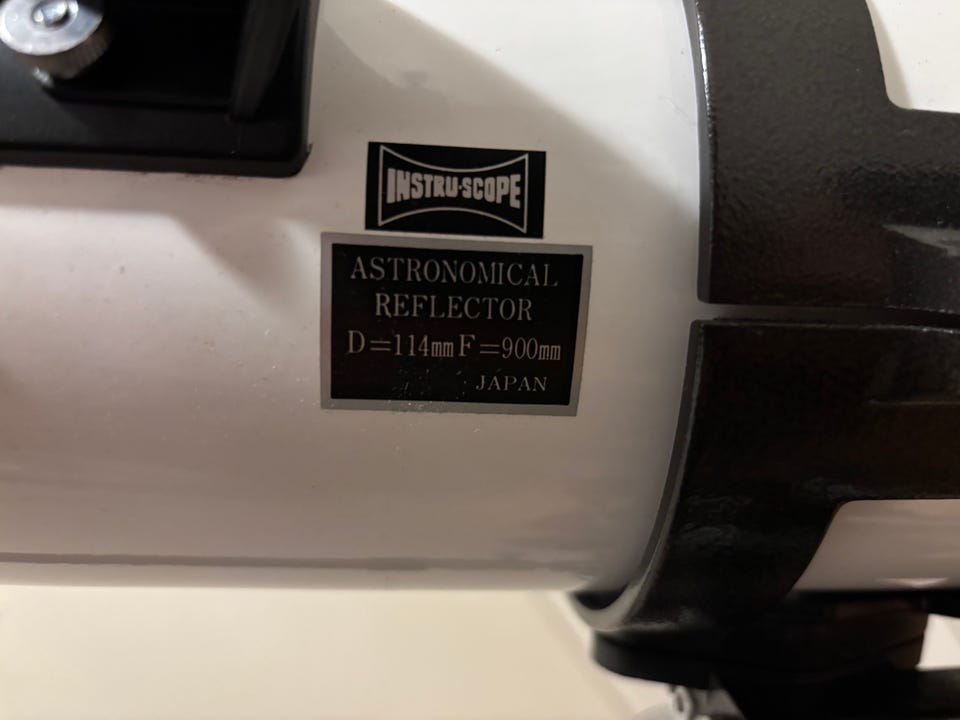 INSTRU·SCOPE
ASTRONOMICAL
REFLECTOR
D=114mm F=900mm
JAPAN